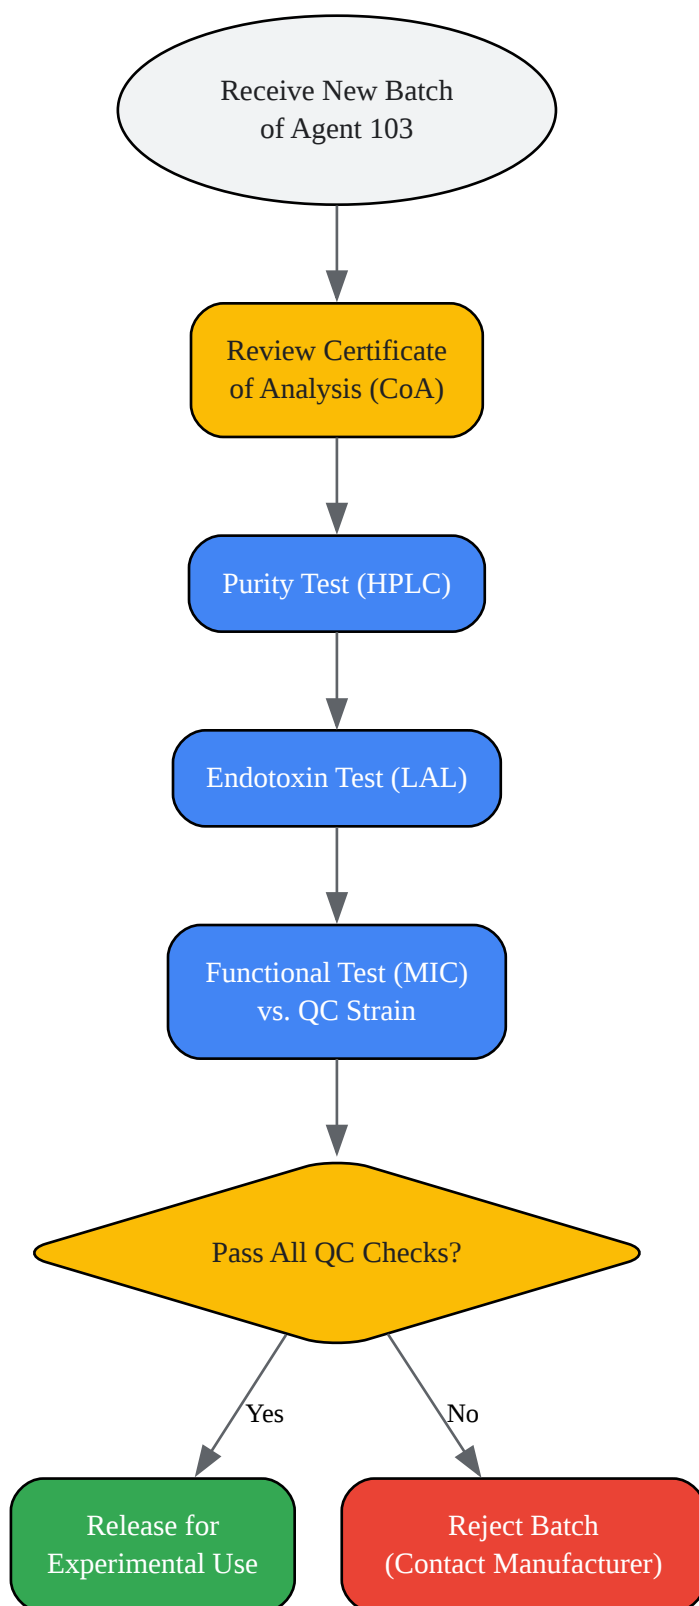 Receive New Batch
of Agent 103
Review Certificate
of Analysis (CoA)
Purity Test (HPLC)
Endotoxin Test (LAL)
Functional Test (MIC)
vs. QC Strain
Pass All QC Checks?
Yes
No
Release for
Experimental Use
Reject Batch
(Contact Manufacturer)